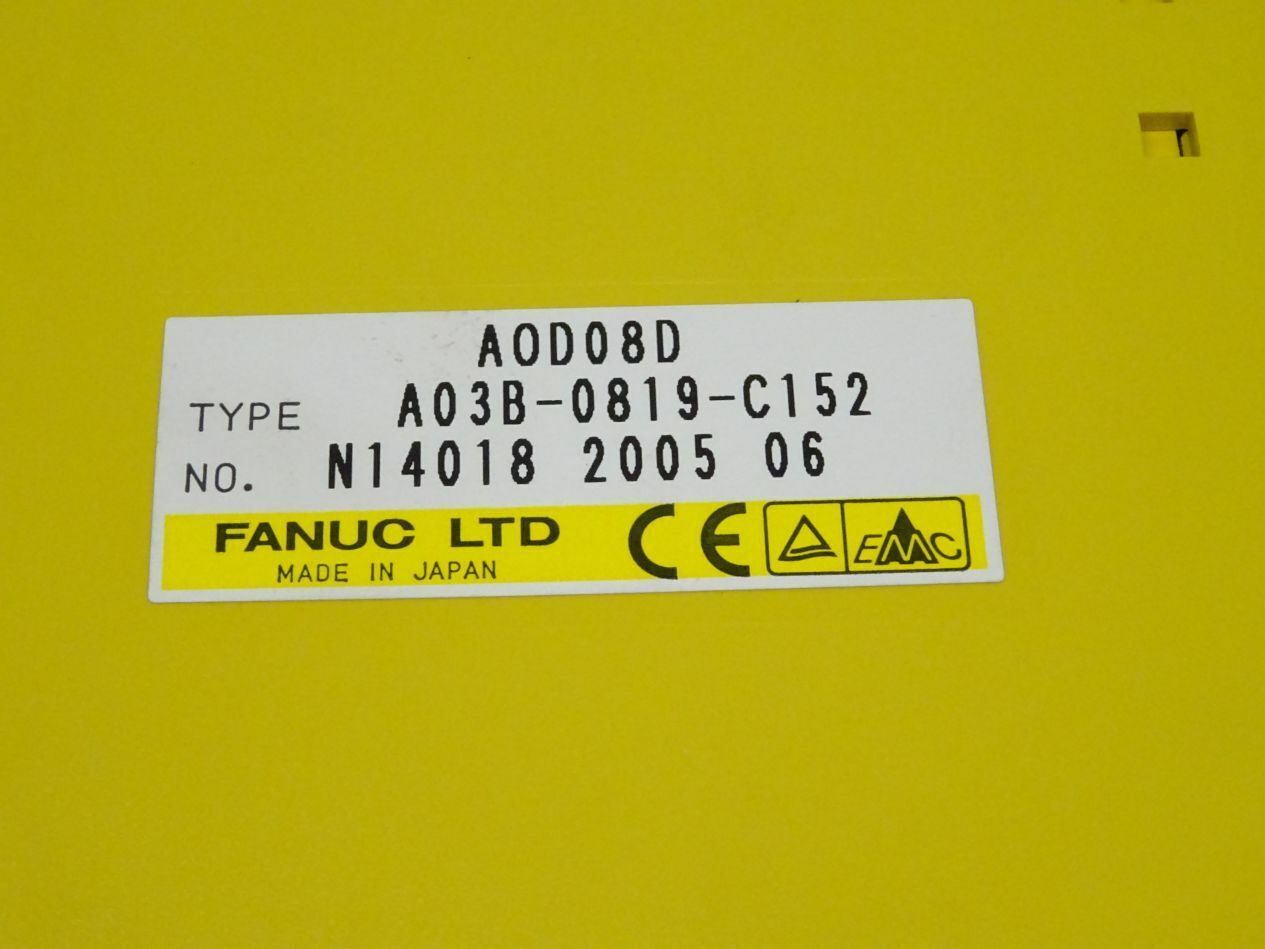 AOD08D
TYPE A03B-0819-C152
NO. N14018 2005 06
FANUC LTD CE EMC
MADE IN JAPAN